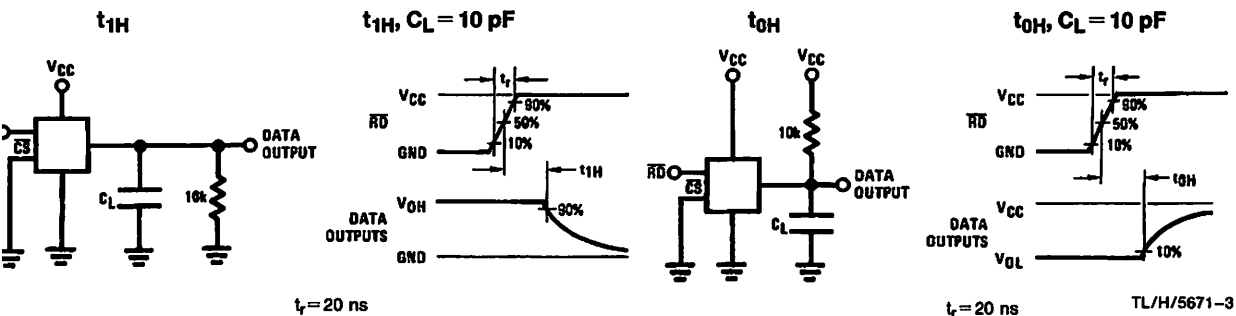 t1H
t1H, CL = 10 pF
t0H
t0H, CL = 10 pF
VCC
CS
DATA
OUTPUT
CL
10k
tr
VCC
90%
RD
50%
10%
GND
t1H
VOH
90%
DATA
OUTPUTS
GND
tr = 20 ns
VCC
VCC
10k
RD
CS
DATA
OUTPUT
CL
tr
VCC
90%
RD
50%
10%
GND
t0H
VCC
DATA
OUTPUTS
10%
VOL
tr = 20 ns
TL/H/5671-3